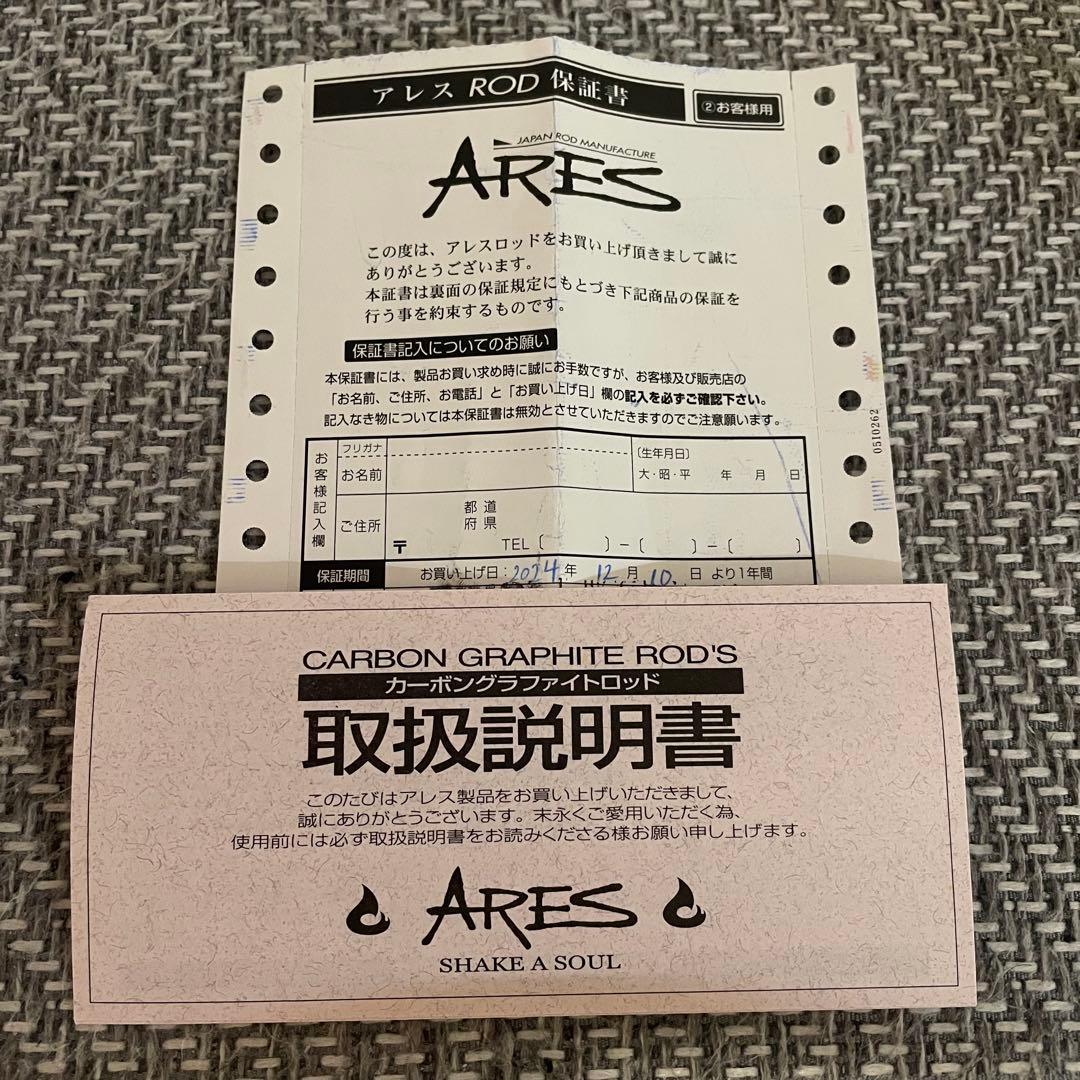 アレス ROD 保証書
②お客様用
JAPAN ROD MANUFACTURE
ARES
この度は、アレスロッドをお買い上げ頂きまして誠に
ありがとうございます。
本証書は裏面の保証規定にもとづき下記商品の保証を
行う事を約束するものです。
保証書記入についてのお願い
本保証書には、製品お買い求め時に誠にお手数ですが、お客様及び販売店の
「お名前、ご住所、お電話」と「お買い上げ日」欄の記入を必ずご確認下さい。
記入なき物については本保証書は無効とさせていただきますのでご注意願います。
0510262
お客様記入欄
フリガナ
お名前
〔生年月日〕
大・昭・平 年 月 日
ご住所
都 道
府 県
〒 TEL〔 〕－〔 〕－〔 〕
保証期間
お買い上げ日：2024年 12月 10日 より1年間
CARBON GRAPHITE ROD'S
カーボングラファイトロッド
取扱説明書
このたびはアレス製品をお買い上げいただきまして、
誠にありがとうございます。末永くご愛用いただく為、
使用前には必ず取扱説明書をお読みくださる様お願い申し上げます。
ARES
SHAKE A SOUL